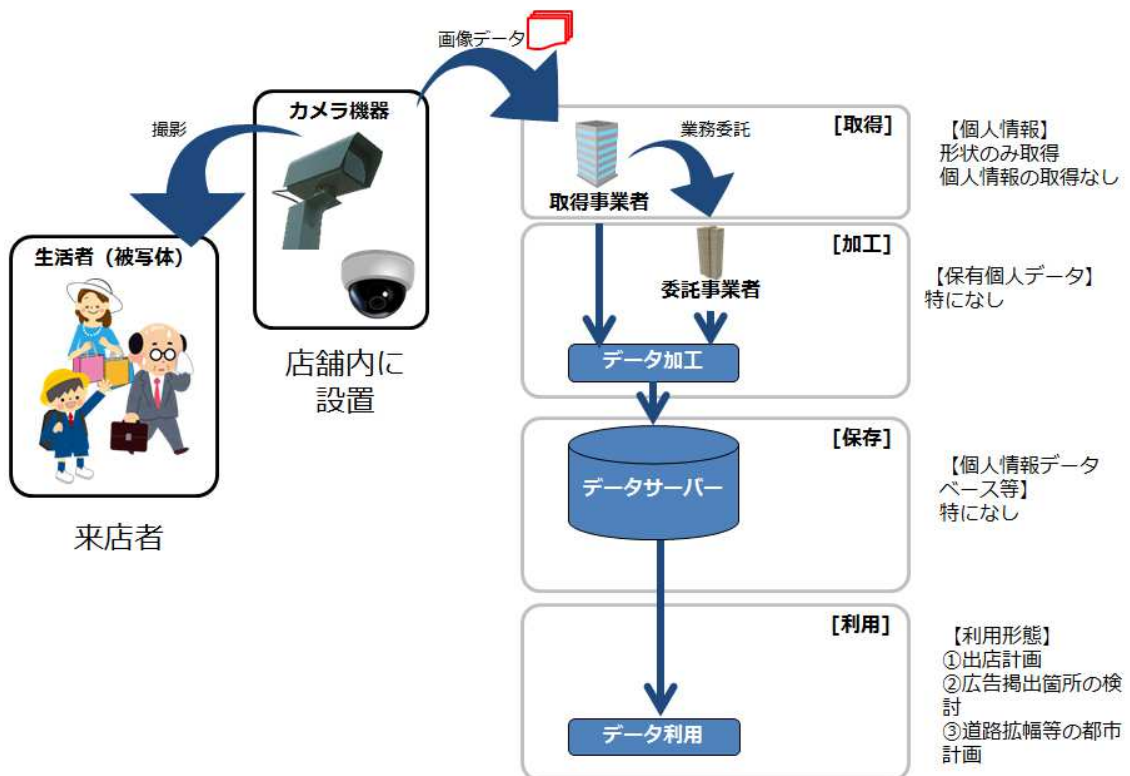 画像データ
カメラ機器
撮影
生活者（被写体）
店舗内に
設置
来店者
[取得]
業務委託
取得事業者
【個人情報】
形状のみ取得
個人情報の取得なし
[加工]
委託事業者
データ加工
【保有個人データ】
特になし
[保存]
データサーバー
【個人情報データ
ベース等】
特になし
[利用]
データ利用
【利用形態】
①出店計画
②広告掲出箇所の検
討
③道路拡幅等の都市
計画